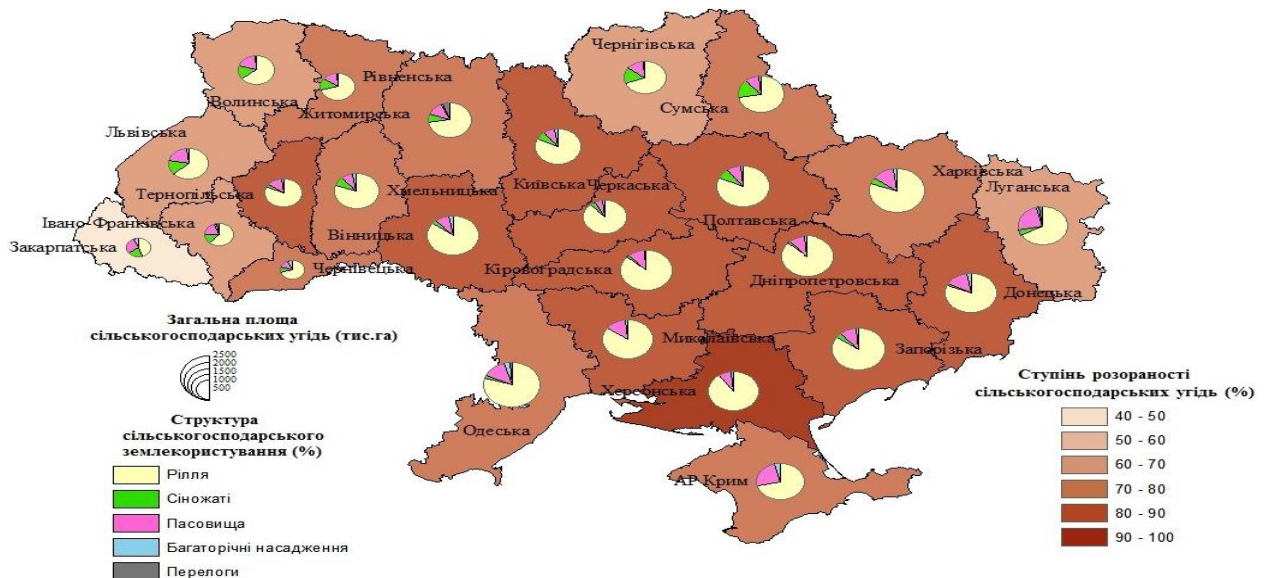 Чернігівська
Рівненська
Волинська
Сумська
Житомирська
Львівська
Харківська
Луганська
Тернопільська
Хмельницька
Київська
Черкаська
Полтавська
Івано-Франківська
Закарпатська
Вінницька
Чернівецька
Кіровоградська
Дніпропетровська
Донецька
Миколаївська
Запорізька
Херсонська
Одеська
АР Крим
Загальна площа
сільськогосподарських угідь (тис.га)
2500
2000
1500
1000
500
Структура
сільськогосподарського
землекористування (%)
Рілля
Сіножаті
Пасовища
Багаторічні насадження
Перелоги
Ступінь розораності
сільськогосподарських угідь (%)
40 - 50
50 - 60
60 - 70
70 - 80
80 - 90
90 - 100